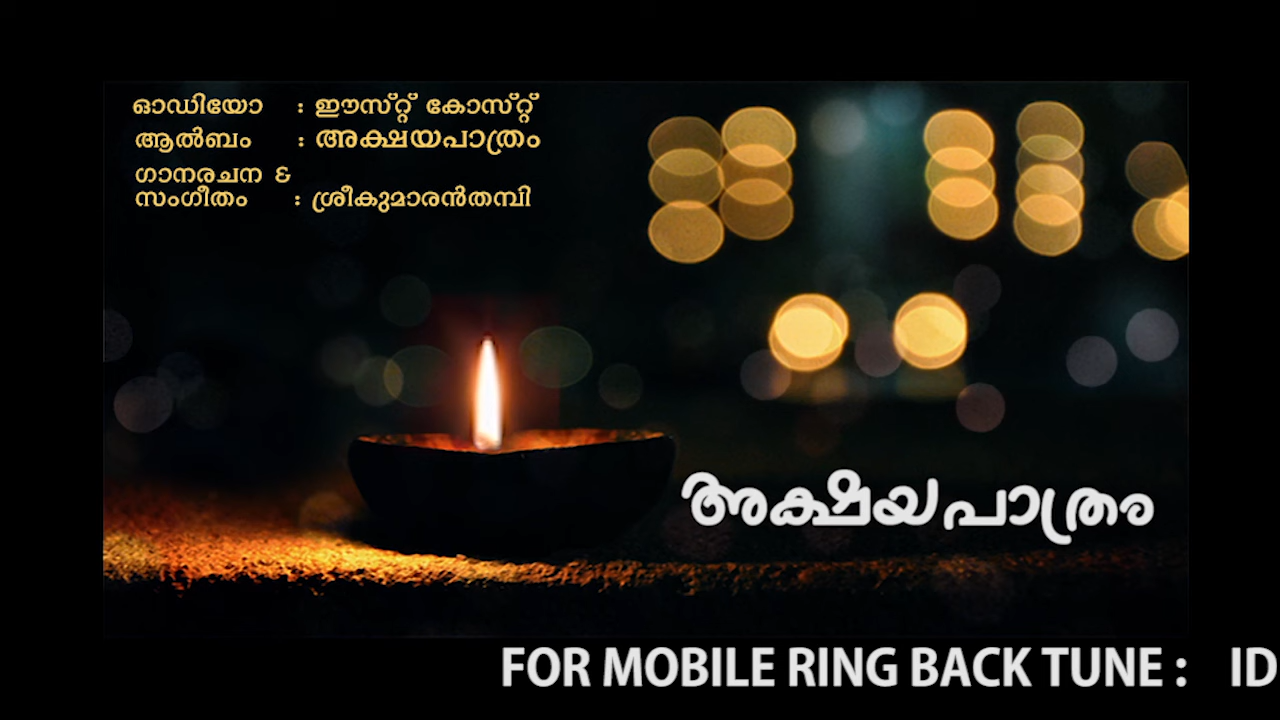 ഓഡിയോ : ഈസ്റ്റ് കോസ്റ്റ്
ആൽബം : അക്ഷയപാത്രം
ഗാനരചന &
സംഗീതം : ശ്രീകുമാരൻതമ്പി
അക്ഷയപാത്രം
FOR MOBILE RING BACK TUNE : ID